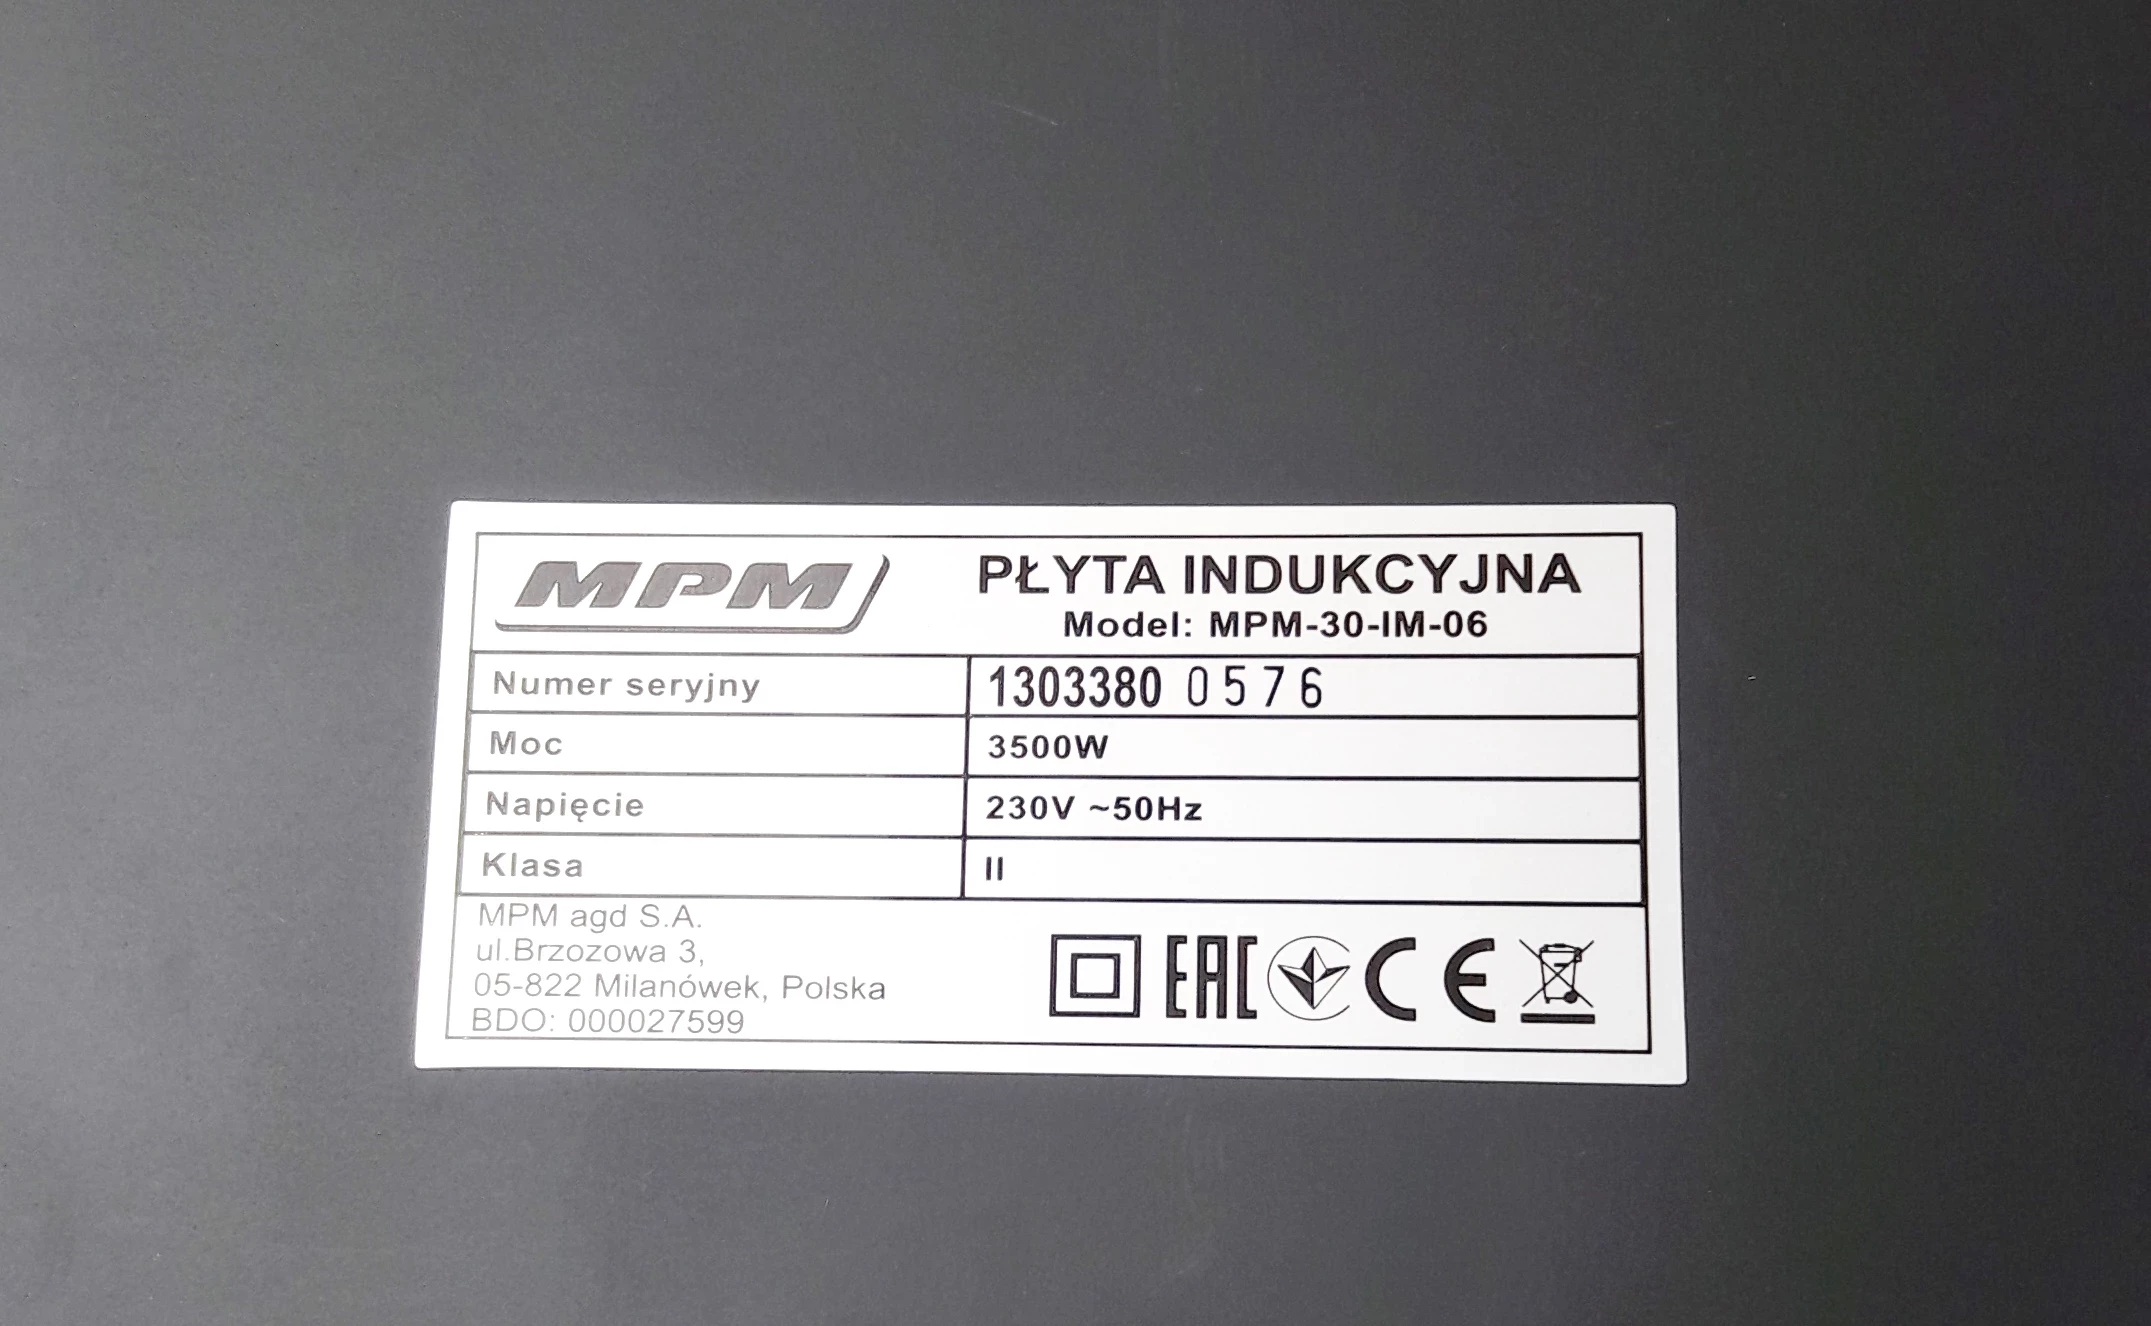 MPM
PŁYTA INDUKCYJNA
Model: MPM-30-IM-06
Numer seryjny 1303380 0576
Moc 3500W
Napięcie 230V ~50Hz
Klasa II
MPM agd S.A.
ul.Brzozowa 3,
05-822 Milanówek, Polska
BDO: 000027599
EAC CE